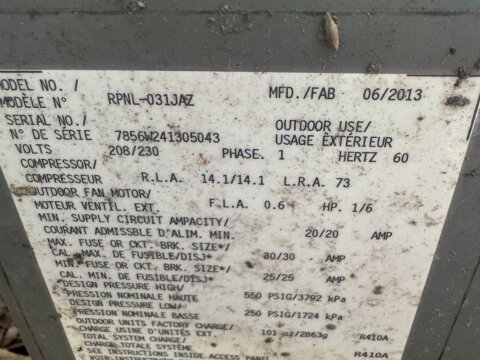 MODEL NO. /
MODÈLE N° RPNL-031JAZ MFD./FAB 06/2013
SERIAL NO./ OUTDOOR USE/
N° DE SÉRIE 7856W241305043 USAGE EXTÉRIEUR
VOLTS 208/230 PHASE. 1 HERTZ 60
COMPRESSOR/
COMPRESEUR R.L.A. 14.1/14.1 L.R.A. 73
OUTDOOR FAN MOTOR/
MOTEUR VENTIL. EXT. F.L.A. 0.6 HP. 1/6
MIN. SUPPLY CIRCUIT AMPACITY/
COURANT ADMISSBLE D'ALIM. MIN. 20/20 AMP
MAX. FUSE OR CKT. BRK. SIZE*/
CAL. MAX. DE FUSIBLE/DISJ* 30/30 AMP
MIN. FUSE OR CKT. BRK. SIZE*/
CAL. MIN. DE FUSIBLE/DISJ* 25/25 AMP
DESIGN PRESSURE HIGH/
PRESSION NOMINALE HAUTE 550 PSIG/3792 kPa
DESIGN PRESSURE LOW/
PRESSION NOMINALE BASSE 250 PSIG/1724 kPa
OUTDOOR UNITS FACTORY CHARGE/
CHARGE USINE D'UNITÉS EXT 101 oz/2863g R410A
TOTAL SYSTEM CHARGE/
CHARGE TOTALE SYSTÈME R410A
SEE INSTRUCTIONS INSIDE ACCESS PANEL